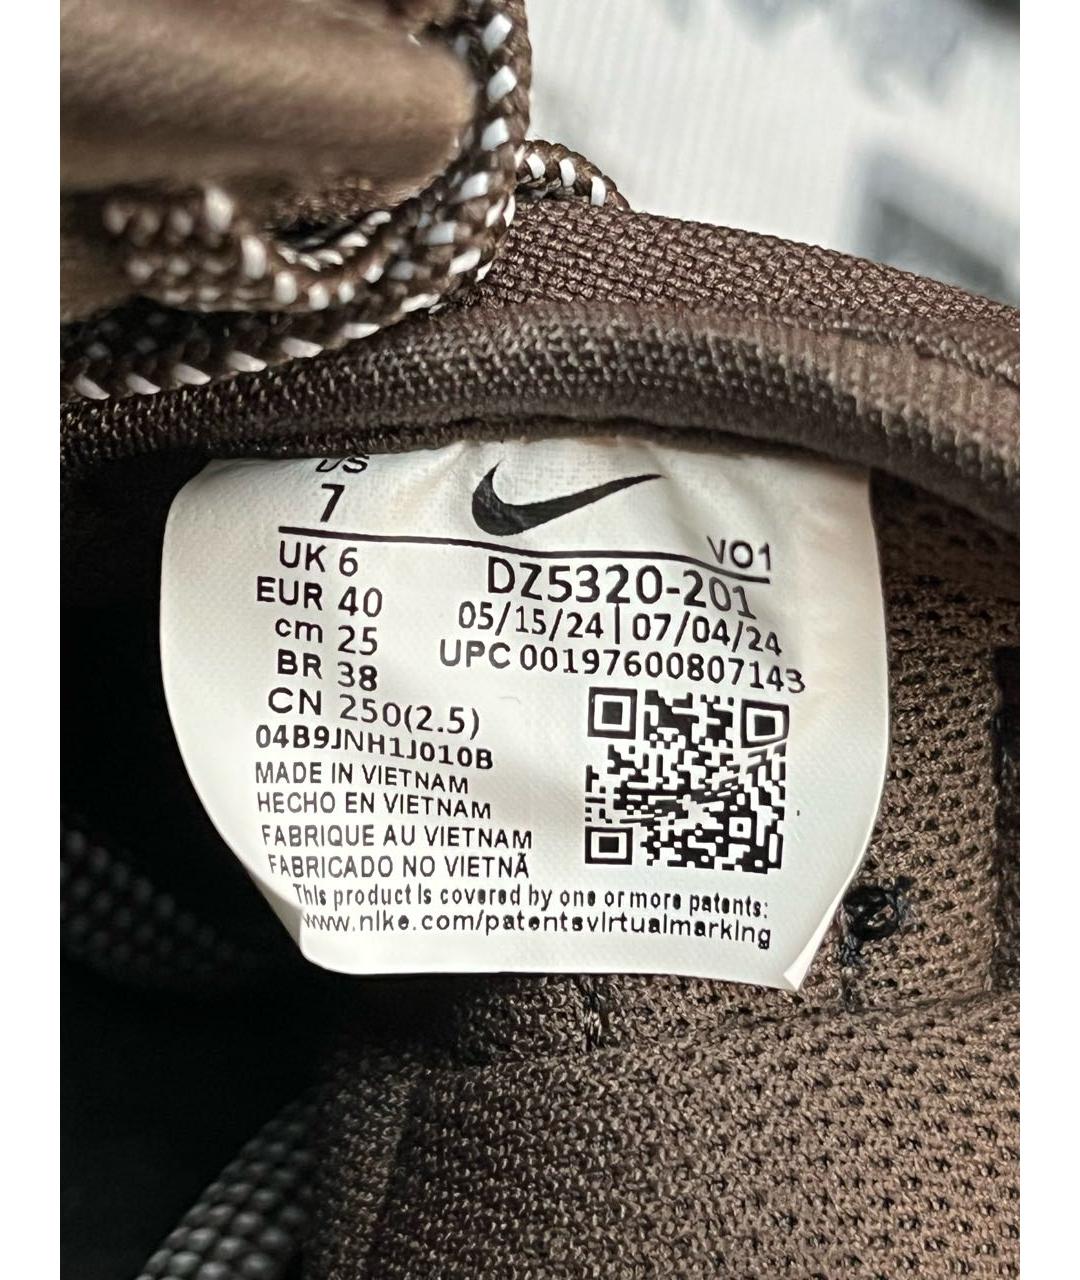 US
7
VO1
UK 6
DZ5320-201
EUR 40
05/15/24 | 07/04/24
cm 25
UPC 00197600807143
BR 38
CN 250(2.5)
04B9JNH1J010B
MADE IN VIETNAM
HECHO EN VIETNAM
FABRIQUE AU VIETNAM
FABRICADO NO VIETNÃ
This product is covered by one or more patents:
www.nike.com/patentsvirtualmarking